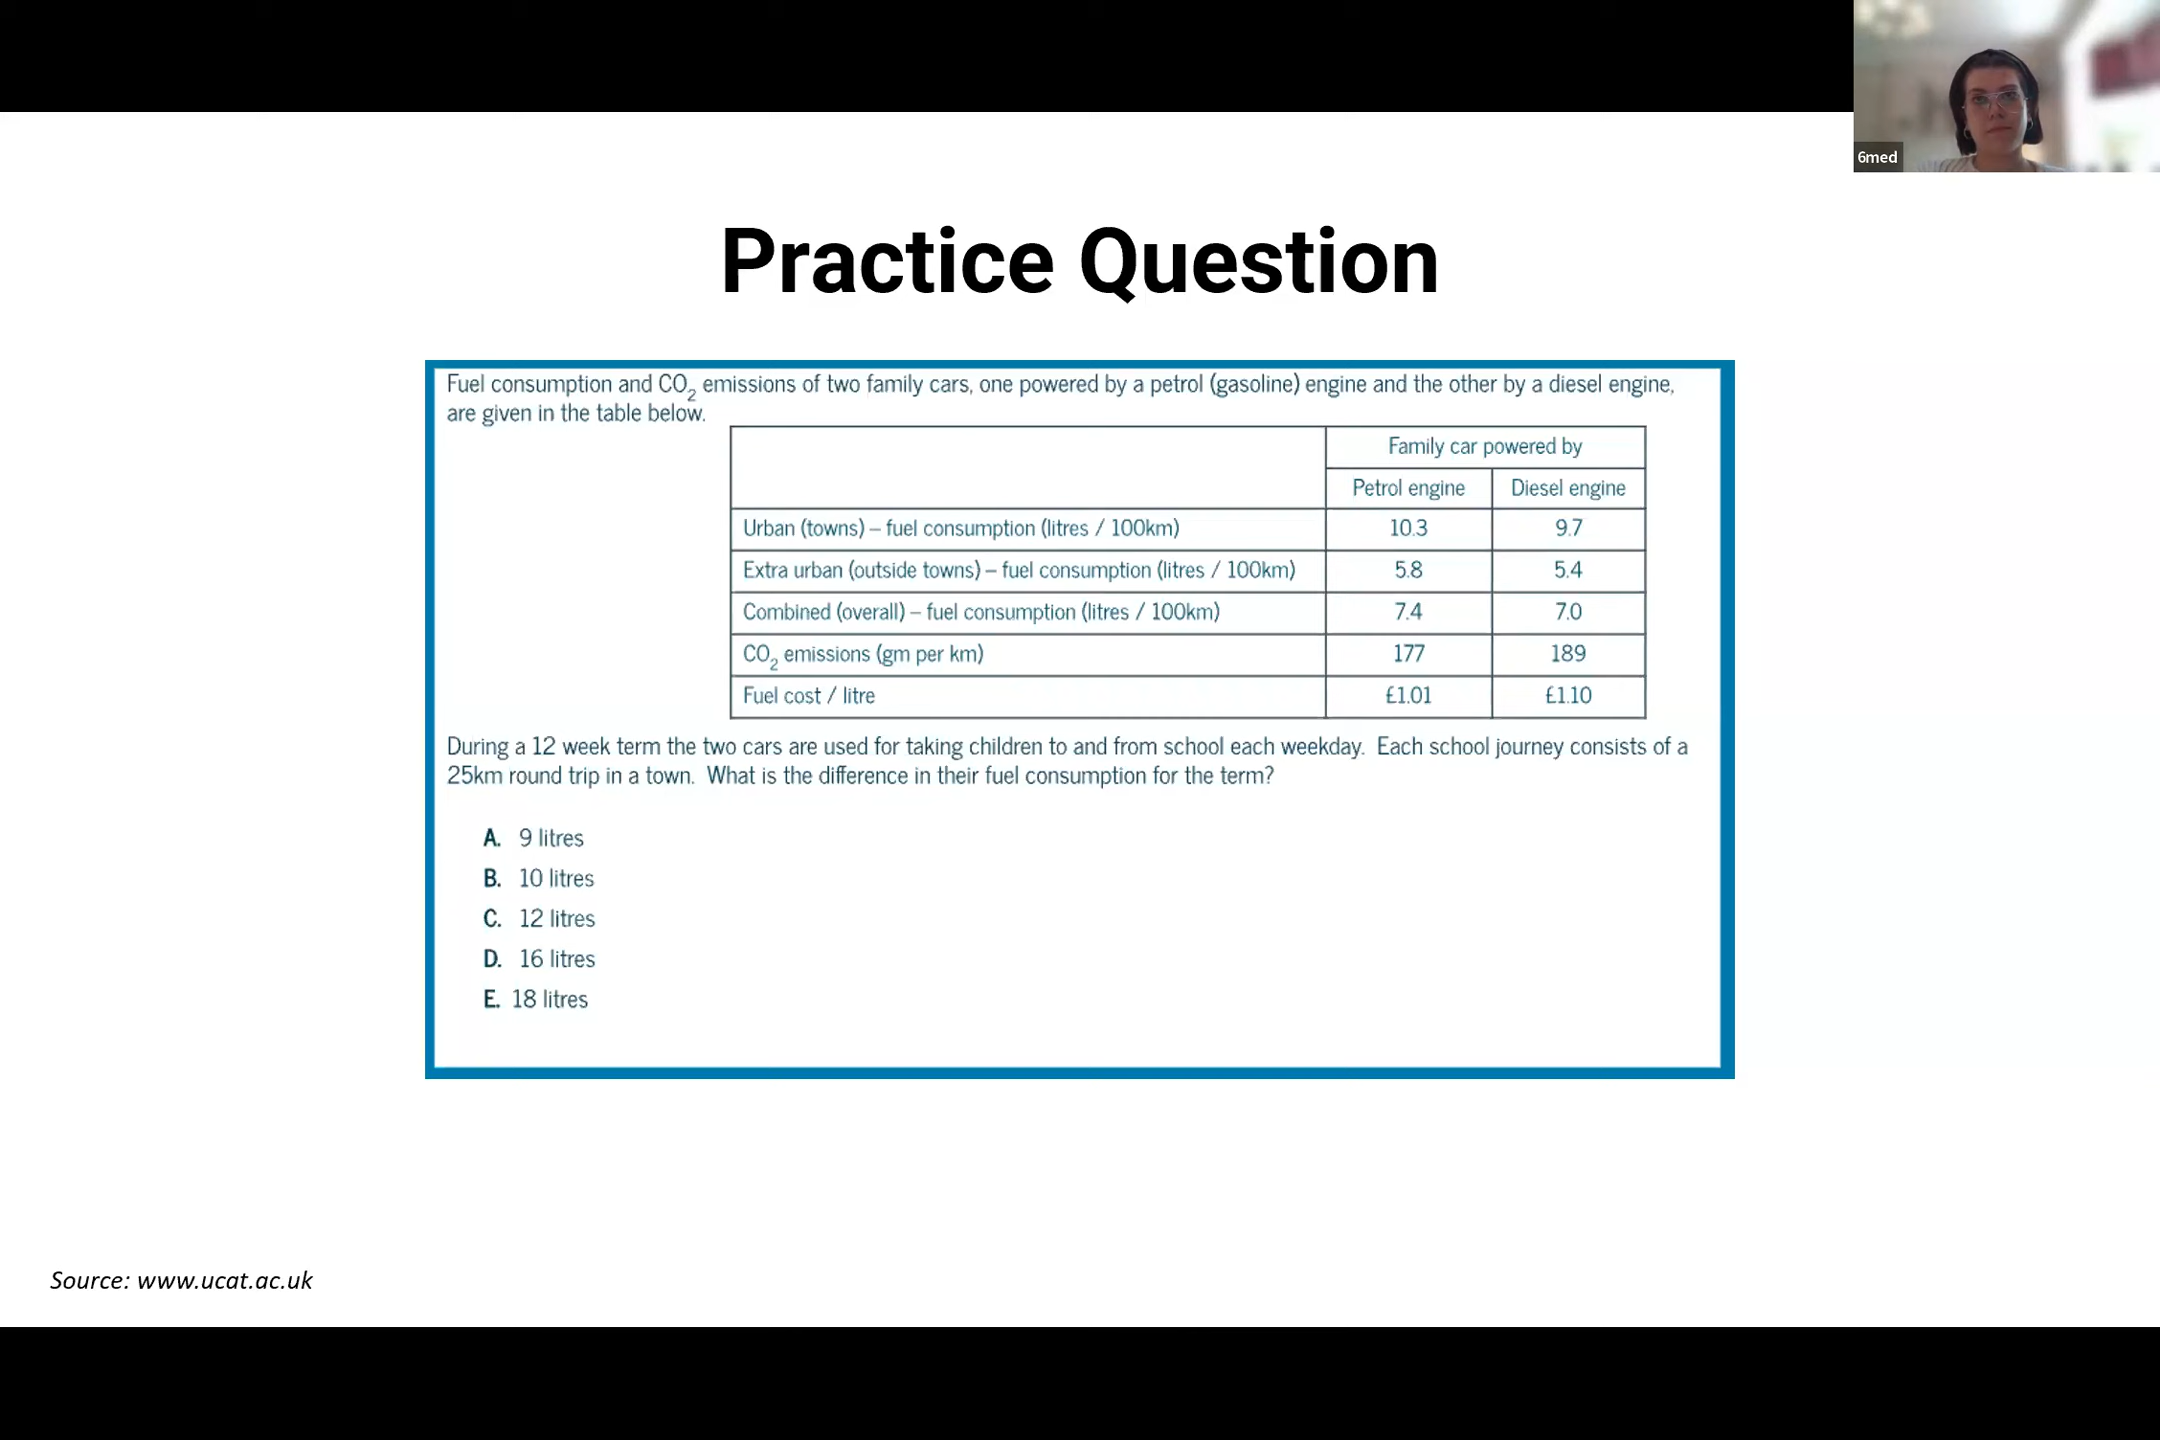 6med
Practice Question
Fuel consumption and CO₂ emissions of two family cars, one powered by a petrol (gasoline) engine and the other by a diesel engine,
are given in the table below.
Family car powered by
Petrol engine Diesel engine
Urban (towns) – fuel consumption (litres / 100km) 10.3 9.7
Extra urban (outside towns) – fuel consumption (litres / 100km) 5.8 5.4
Combined (overall) – fuel consumption (litres / 100km) 7.4 7.0
CO₂ emissions (gm per km) 177 189
Fuel cost / litre £1.01 £1.10
During a 12 week term the two cars are used for taking children to and from school each weekday. Each school journey consists of a
25km round trip in a town. What is the difference in their fuel consumption for the term?
A. 9 litres
B. 10 litres
C. 12 litres
D. 16 litres
E. 18 litres
Source: www.ucat.ac.uk